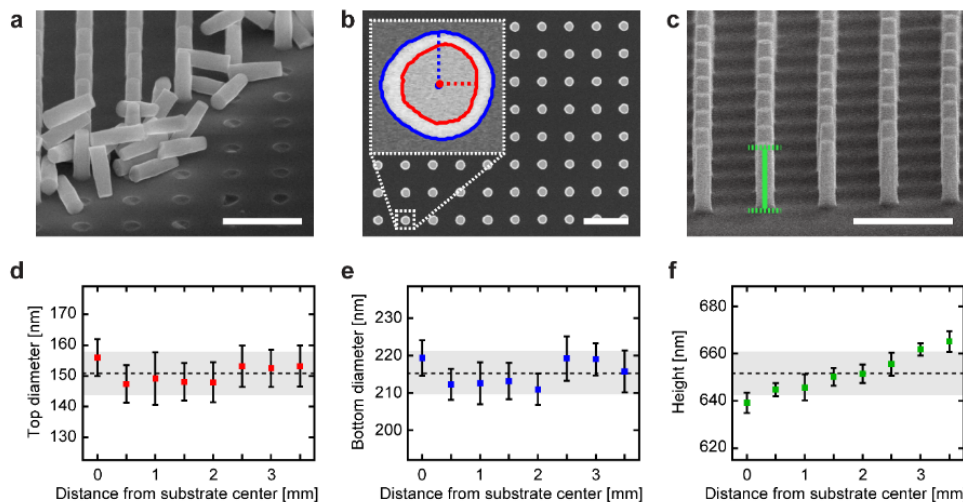 a
b
c
d
170
160
150
140
130
Top diameter [nm]
0 1 2 3
Distance from substrate center [mm]
e
230
220
210
200
Bottom diameter [nm]
0 1 2 3
Distance from substrate center [mm]
f
680
660
640
620
Height [nm]
0 1 2 3
Distance from substrate center [mm]